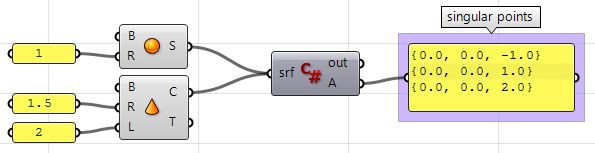 singular points
1
B
R
S
1.5
2
B
R
L
C
T
srf
C#
out
A
{0.0, 0.0, -1.0}
{0.0, 0.0, 1.0}
{0.0, 0.0, 2.0}